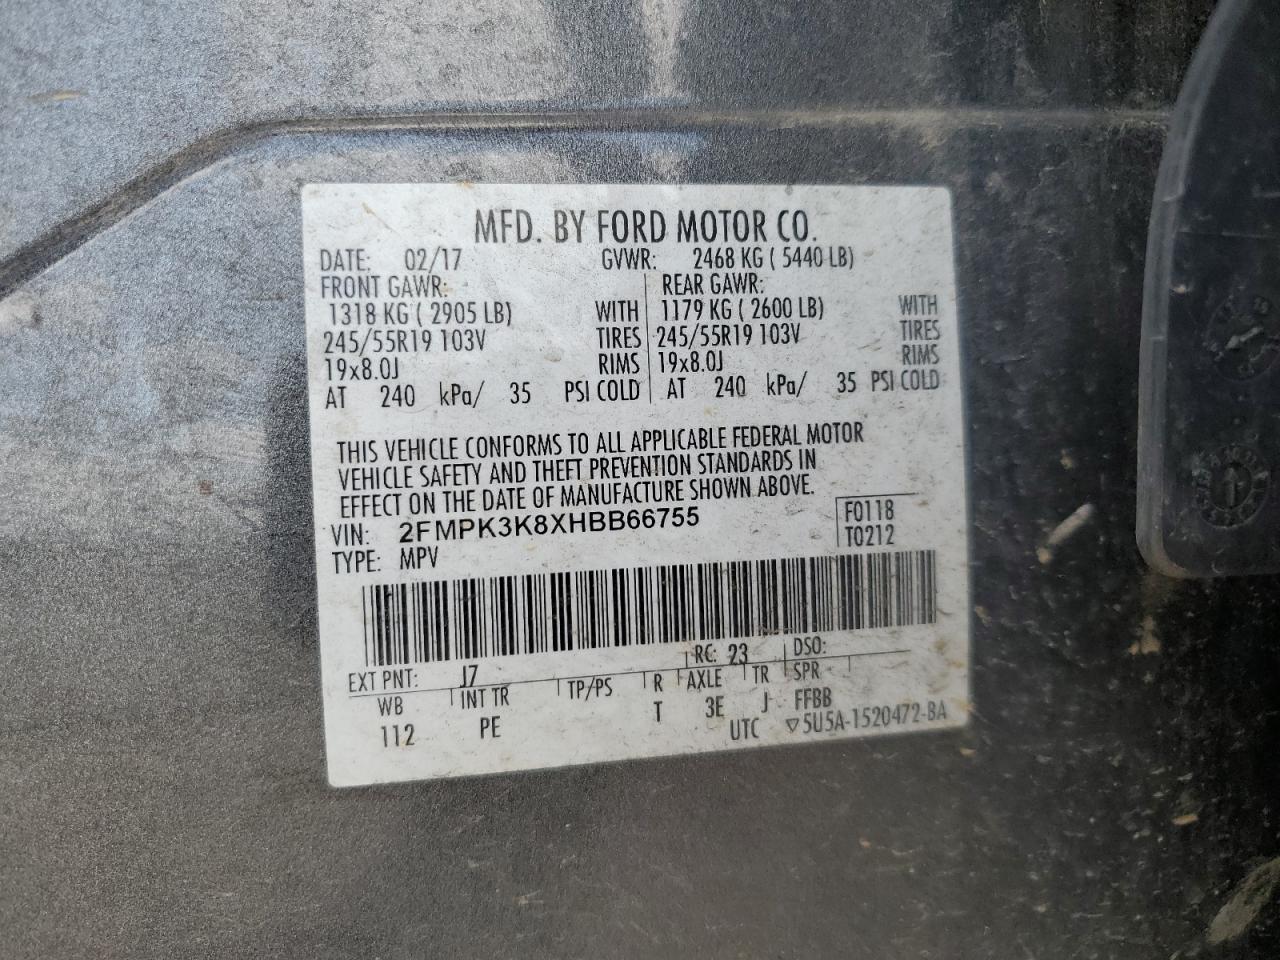 MFD. BY FORD MOTOR CO.
DATE: 02/17 GVWR: 2468 KG ( 5440 LB)
FRONT GAWR: REAR GAWR:
1318 KG ( 2905 LB) WITH 1179 KG ( 2600 LB) WITH
245/55R19 103V TIRES 245/55R19 103V TIRES
19x8.0J RIMS 19x8.0J RIMS
AT 240 kPa/ 35 PSI COLD AT 240 kPa/ 35 PSI COLD
THIS VEHICLE CONFORMS TO ALL APPLICABLE FEDERAL MOTOR
VEHICLE SAFETY AND THEFT PREVENTION STANDARDS IN
EFFECT ON THE DATE OF MANUFACTURE SHOWN ABOVE.
VIN: 2FMPK3K8XHBB66755 F0118
TYPE: MPV T0212
EXT PNT: J7 RC: 23 DSO:
WB INT TR TP/PS R AXLE TR SPR
112 PE T 3E J FFBB
UTC ▽5U5A-1520472-BA